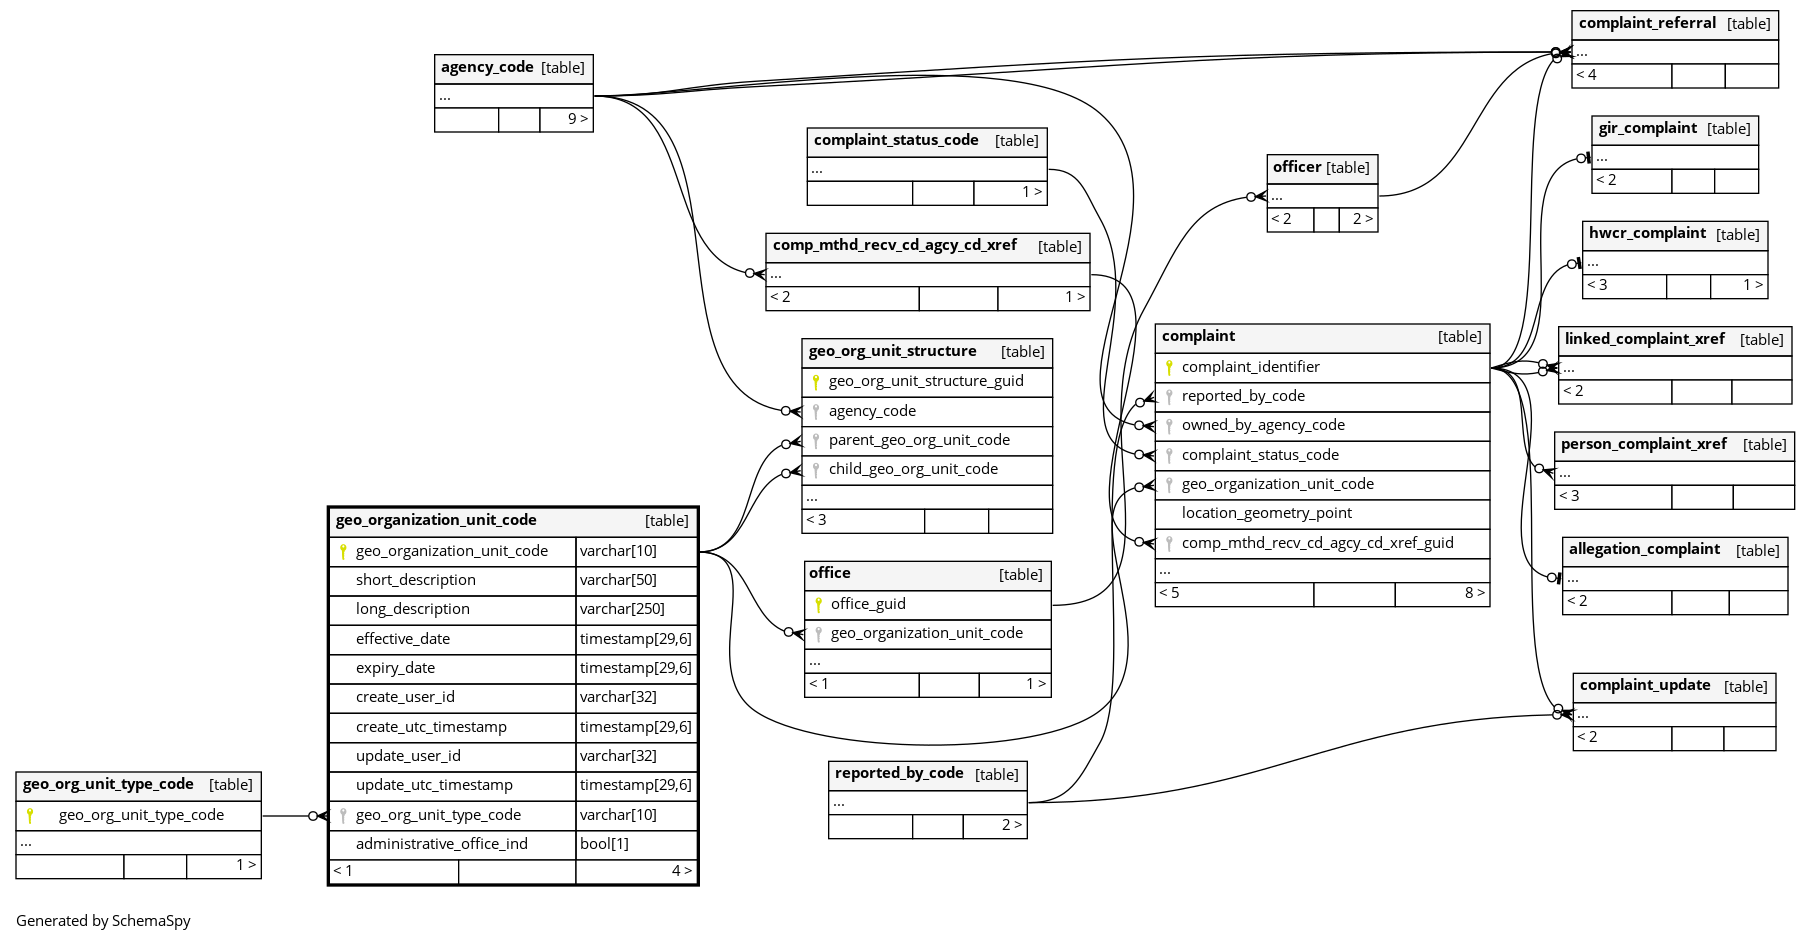 complaint_referral [table]
...
< 4
agency_code [table]
...
9 >
gir_complaint [table]
...
< 2
complaint_status_code [table]
...
1 >
officer [table]
...
< 2 2 >
hwcr_complaint [table]
...
< 3 1 >
comp_mthd_recv_cd_agcy_cd_xref [table]
...
< 2 1 >
linked_complaint_xref [table]
...
< 2
complaint [table]
complaint_identifier
reported_by_code
owned_by_agency_code
complaint_status_code
geo_organization_unit_code
location_geometry_point
comp_mthd_recv_cd_agcy_cd_xref_guid
...
< 5 8 >
geo_org_unit_structure [table]
geo_org_unit_structure_guid
agency_code
parent_geo_org_unit_code
child_geo_org_unit_code
...
< 3
person_complaint_xref [table]
...
< 3
allegation_complaint [table]
...
< 2
geo_organization_unit_code [table]
geo_organization_unit_code varchar[10]
short_description varchar[50]
long_description varchar[250]
effective_date timestamp[29,6]
expiry_date timestamp[29,6]
create_user_id varchar[32]
create_utc_timestamp timestamp[29,6]
update_user_id varchar[32]
update_utc_timestamp timestamp[29,6]
geo_org_unit_type_code varchar[10]
administrative_office_ind bool[1]
< 1 4 >
office [table]
office_guid
geo_organization_unit_code
...
< 1 1 >
complaint_update [table]
...
< 2
reported_by_code [table]
...
2 >
geo_org_unit_type_code [table]
geo_org_unit_type_code
...
1 >
Generated by SchemaSpy